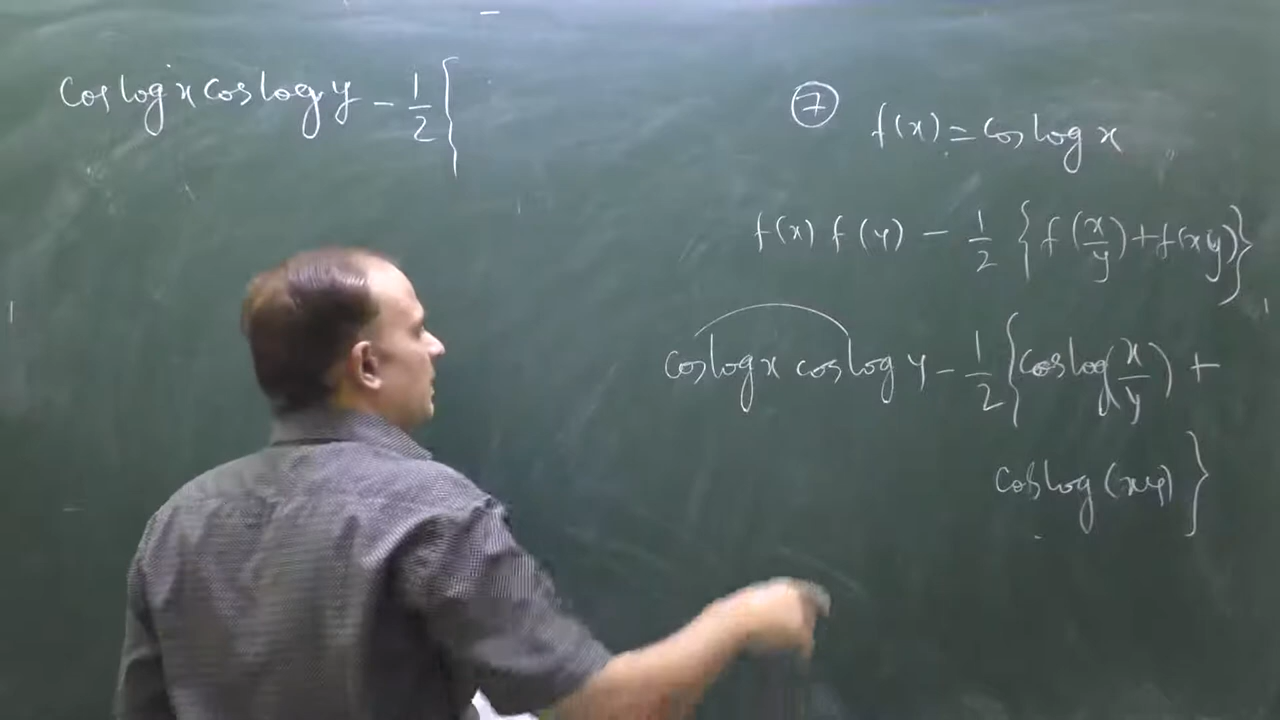 cos log x cos log y - 1/2 {
⑦ f(x) = cos log x
f(x) f(y) - 1/2 { f(x/y) + f(xy) }
cos log x cos log y - 1/2 { cos log (x/y) +
cos log (xy) }